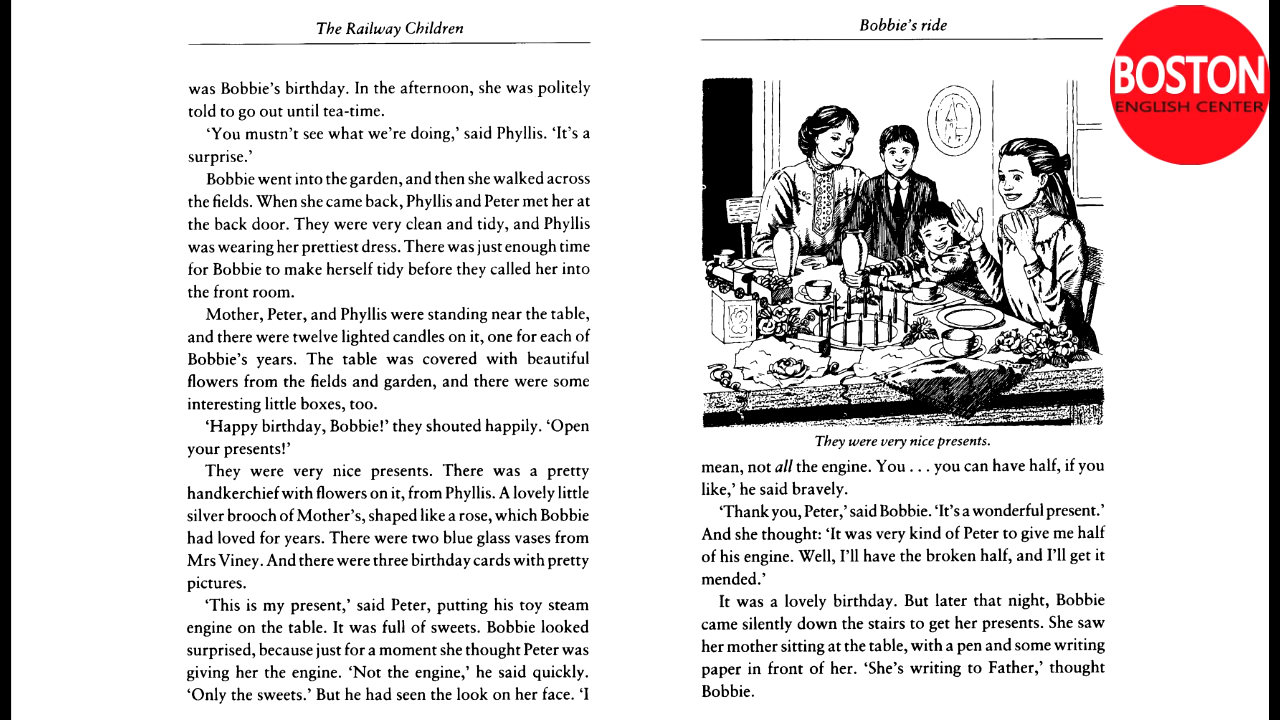 The Railway Children
was Bobbie's birthday. In the afternoon, she was politely
told to go out until tea-time.
‘You mustn't see what we're doing,’ said Phyllis. ‘It's a
surprise.’
Bobbie went into the garden, and then she walked across
the fields. When she came back, Phyllis and Peter met her at
the back door. They were very clean and tidy, and Phyllis
was wearing her prettiest dress. There was just enough time
for Bobbie to make herself tidy before they called her into
the front room.
Mother, Peter, and Phyllis were standing near the table,
and there were twelve lighted candles on it, one for each of
Bobbie's years. The table was covered with beautiful
flowers from the fields and garden, and there were some
interesting little boxes, too.
‘Happy birthday, Bobbie!’ they shouted happily. ‘Open
your presents!’
They were very nice presents. There was a pretty
handkerchief with flowers on it, from Phyllis. A lovely little
silver brooch of Mother's, shaped like a rose, which Bobbie
had loved for years. There were two blue glass vases from
Mrs Viney. And there were three birthday cards with pretty
pictures.
‘This is my present,’ said Peter, putting his toy steam
engine on the table. It was full of sweets. Bobbie looked
surprised, because just for a moment she thought Peter was
giving her the engine. ‘Not the engine,’ he said quickly.
‘Only the sweets.’ But he had seen the look on her face. ‘I
Bobbie's ride
BOSTON
ENGLISH CENTER
They were very nice presents.
mean, not all the engine. You . . . you can have half, if you
like,’ he said bravely.
‘Thank you, Peter,’ said Bobbie. ‘It's a wonderful present.’
And she thought: ‘It was very kind of Peter to give me half
of his engine. Well, I'll have the broken half, and I'll get it
mended.’
It was a lovely birthday. But later that night, Bobbie
came silently down the stairs to get her presents. She saw
her mother sitting at the table, with a pen and some writing
paper in front of her. ‘She's writing to Father,’ thought
Bobbie.